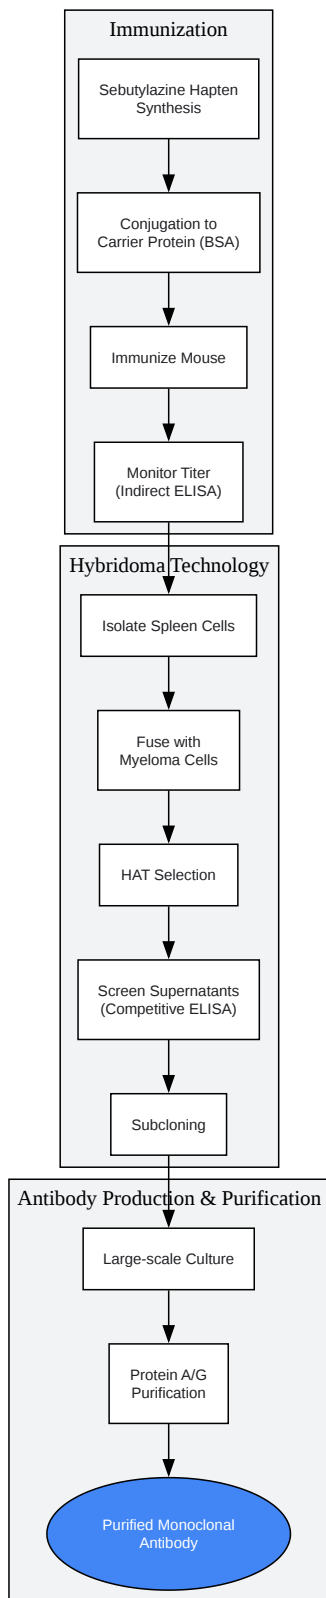 Immunization
Sebutylazine Hapten
Synthesis
Conjugation to
Carrier Protein (BSA)
Immunize Mouse
Monitor Titer
(Indirect ELISA)
Hybridoma Technology
Isolate Spleen Cells
Fuse with
Myeloma Cells
HAT Selection
Screen Supernatants
(Competitive ELISA)
Subcloning
Antibody Production & Purification
Large-scale Culture
Protein A/G
Purification
Purified Monoclonal
Antibody